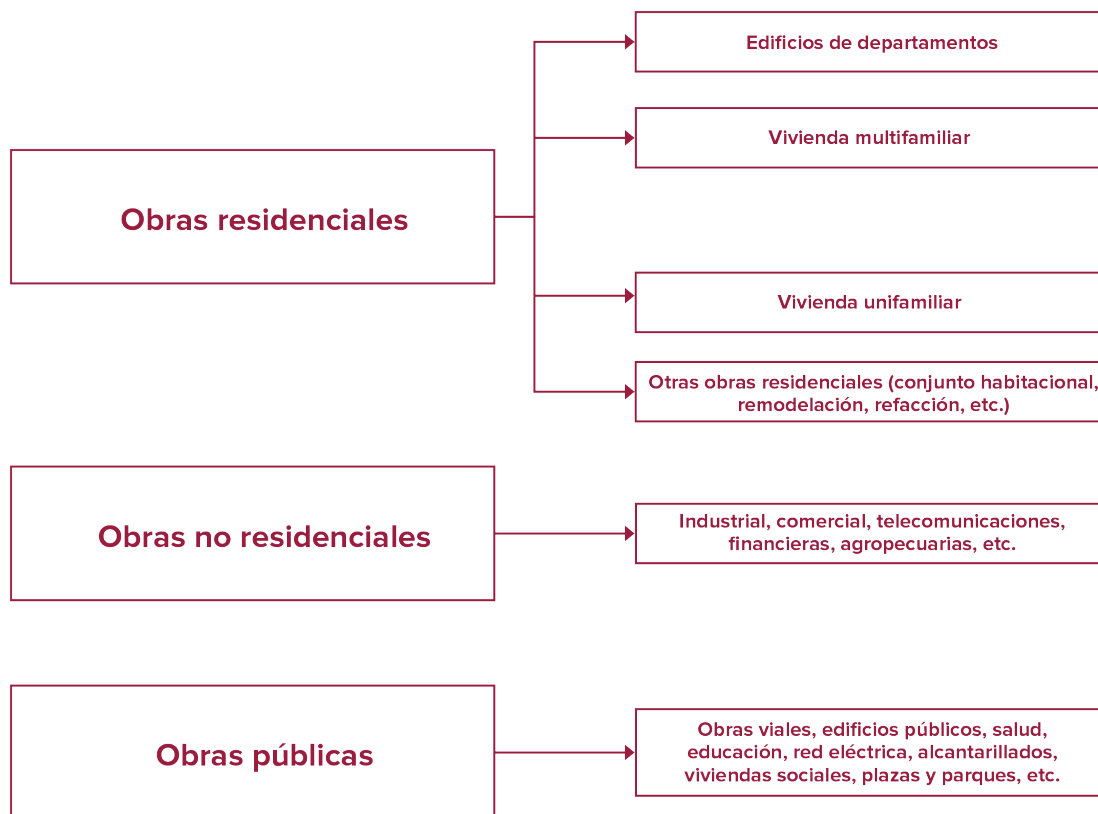 Edificios de departamentos
Vivienda multifamiliar
Obras residenciales
Vivienda unifamiliar
Otras obras residenciales (conjunto habitacional,
remodelación, refacción, etc.)
Obras no residenciales
Industrial, comercial, telecomunicaciones,
financieras, agropecuarias, etc.
Obras públicas
Obras viales, edificios públicos, salud,
educación, red eléctrica, alcantarillados,
viviendas sociales, plazas y parques, etc.